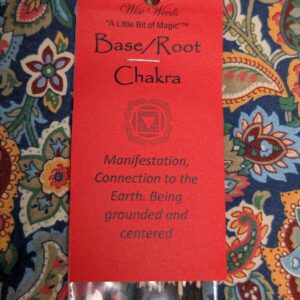 Wise Weeds
"A Little Bit of Magic"™
Base/Root
Chakra
Manifestation,
Connection to the
Earth. Being
grounded and
centered